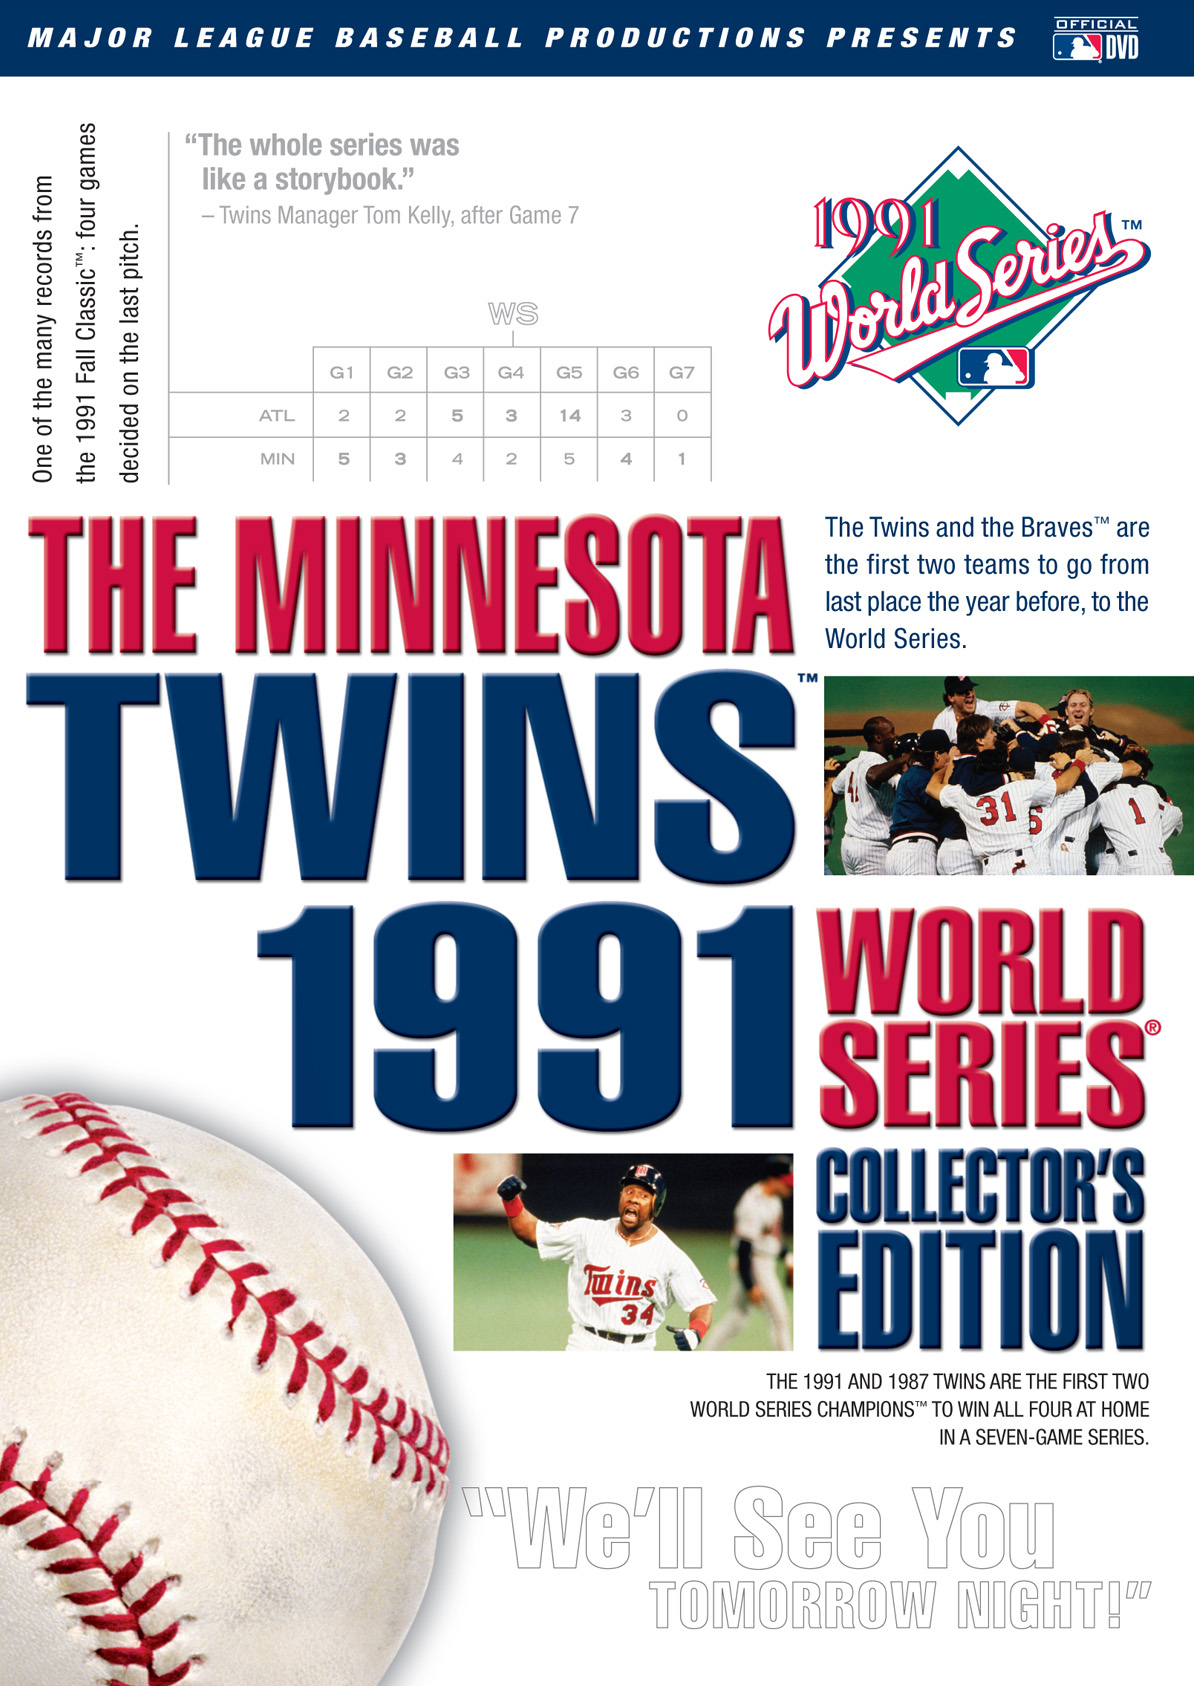 MAJOR LEAGUE BASEBALL PRODUCTIONS PRESENTS
OFFICIAL
DVD
One of the many records from
the 1991 Fall Classic™: four games
decided on the last pitch.
“The whole series was
like a storybook.”
– Twins Manager Tom Kelly, after Game 7
WS
G1 G2 G3 G4 G5 G6 G7
ATL 2 2 5 3 14 3 0
MIN 5 3 4 2 5 4 1
1991
World Series™
THE MINNESOTA
TWINS™
1991
The Twins and the Braves™ are
the first two teams to go from
last place the year before, to the
World Series.
41
31
6
1
WORLD
SERIES®
COLLECTOR'S
EDITION
Twins
34
THE 1991 AND 1987 TWINS ARE THE FIRST TWO
WORLD SERIES CHAMPIONS™ TO WIN ALL FOUR AT HOME
IN A SEVEN-GAME SERIES.
“We'll See You
TOMORROW NIGHT!”